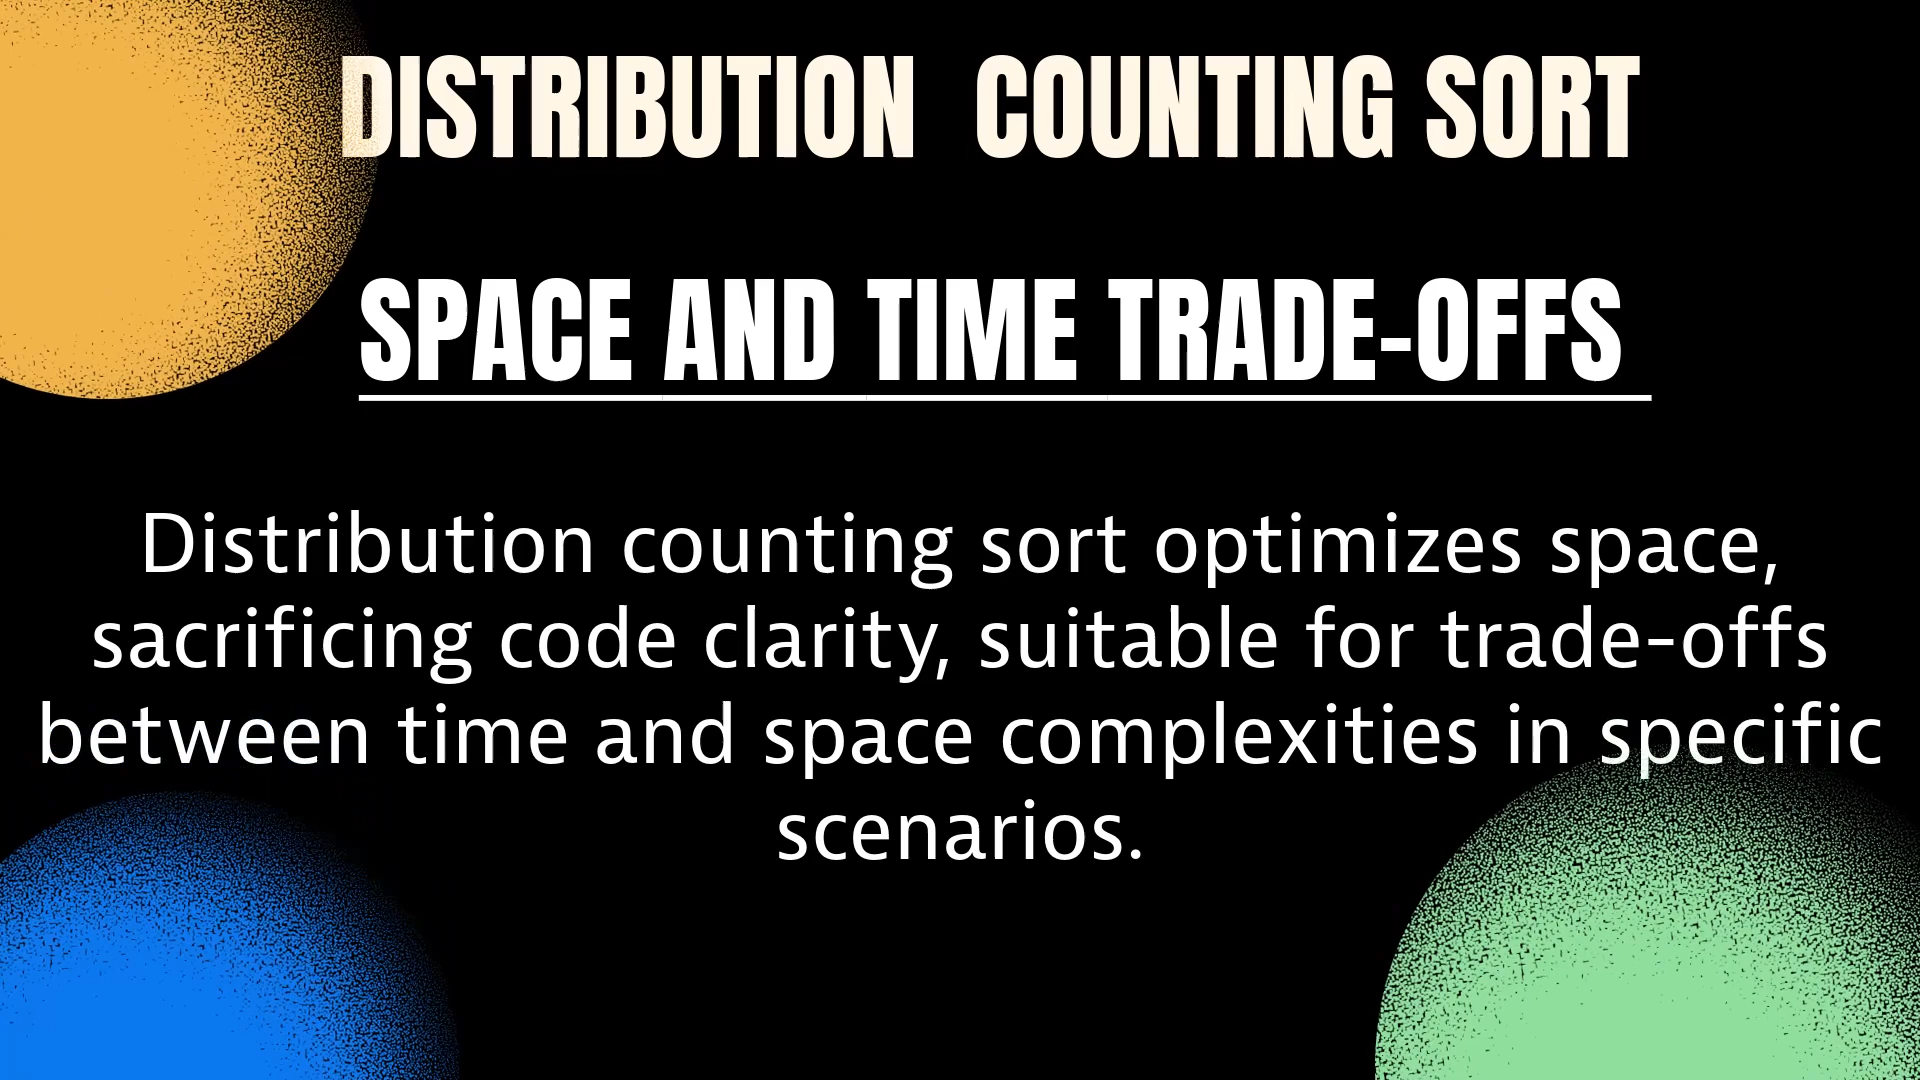 DISTRIBUTION COUNTING SORT
SPACE AND TIME TRADE-OFFS
Distribution counting sort optimizes space,
sacrificing code clarity, suitable for trade-offs
between time and space complexities in specific
scenarios.